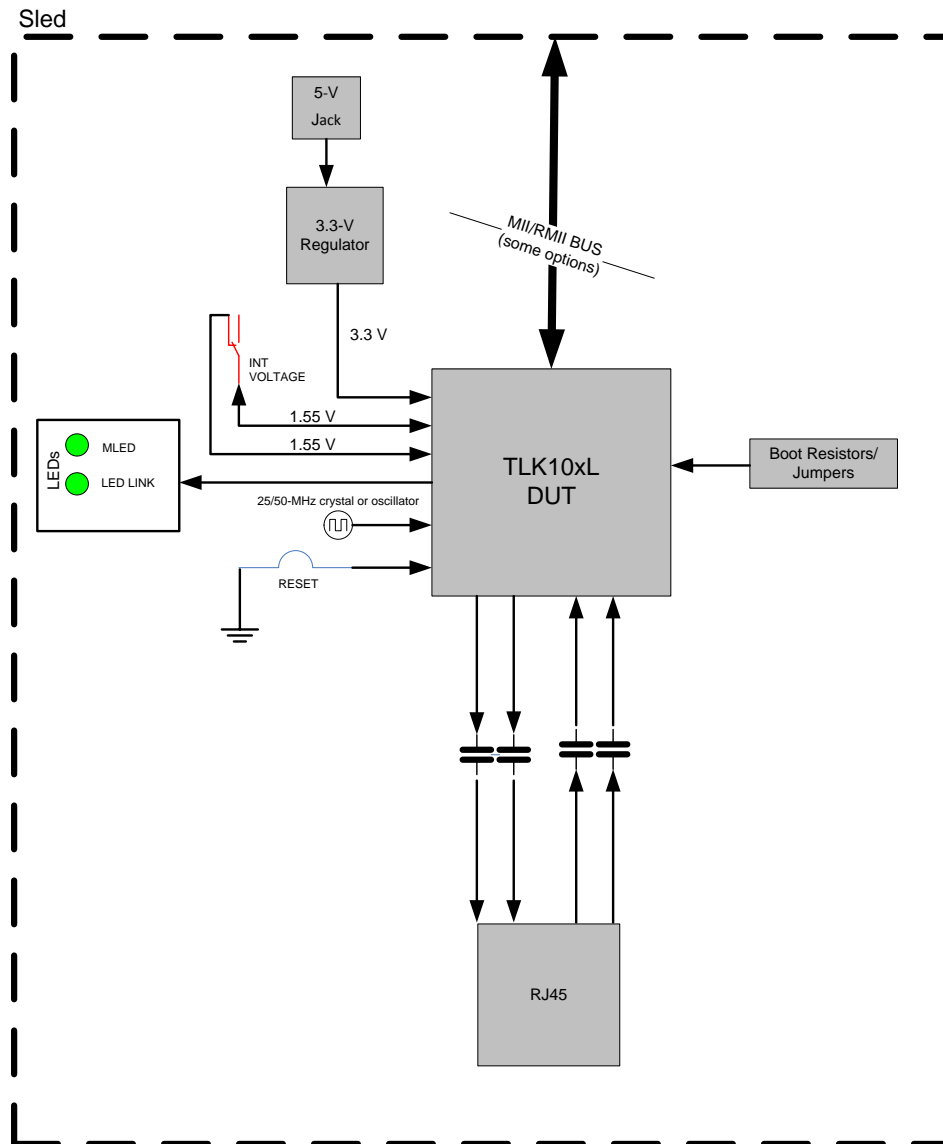 Sled
5-V
Jack
3.3-V
Regulator
MII/RMII BUS
(some options)
3.3 V
INT
VOLTAGE
1.55 V
1.55 V
LEDs
MLED
LED LINK
TLK10xL
DUT
Boot Resistors/
Jumpers
25/50-MHz crystal or oscillator
RESET
RJ45